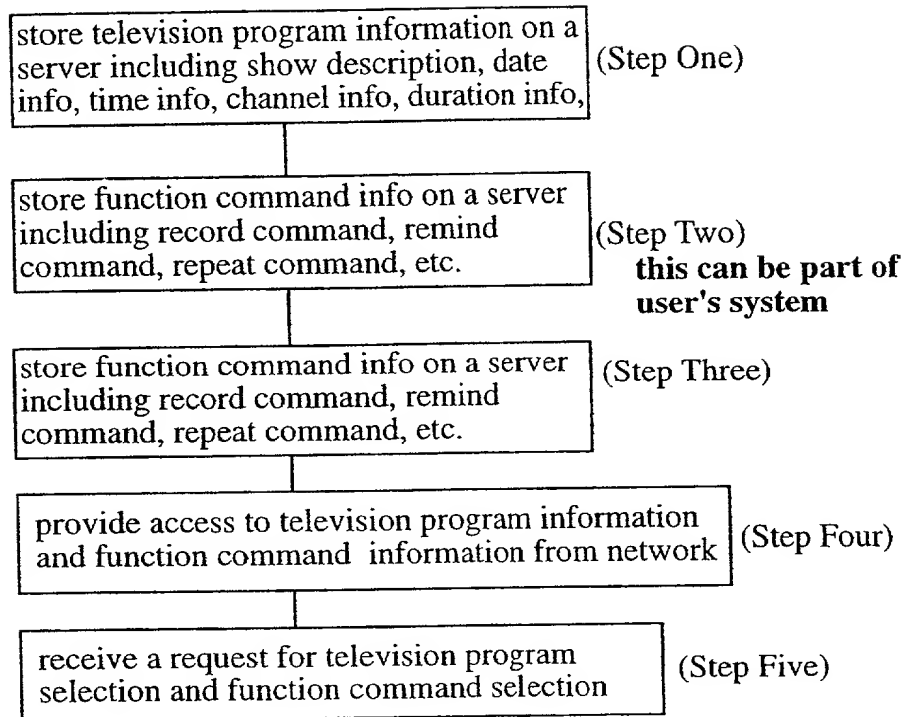 store television program information on a
server including show description, date
info, time info, channel info, duration info,
(Step One)
store function command info on a server
including record command, remind
command, repeat command, etc.
(Step Two)
this can be part of
user's system
store function command info on a server
including record command, remind
command, repeat command, etc.
(Step Three)
provide access to television program information
and function command information from network
(Step Four)
receive a request for television program
selection and function command selection
(Step Five)